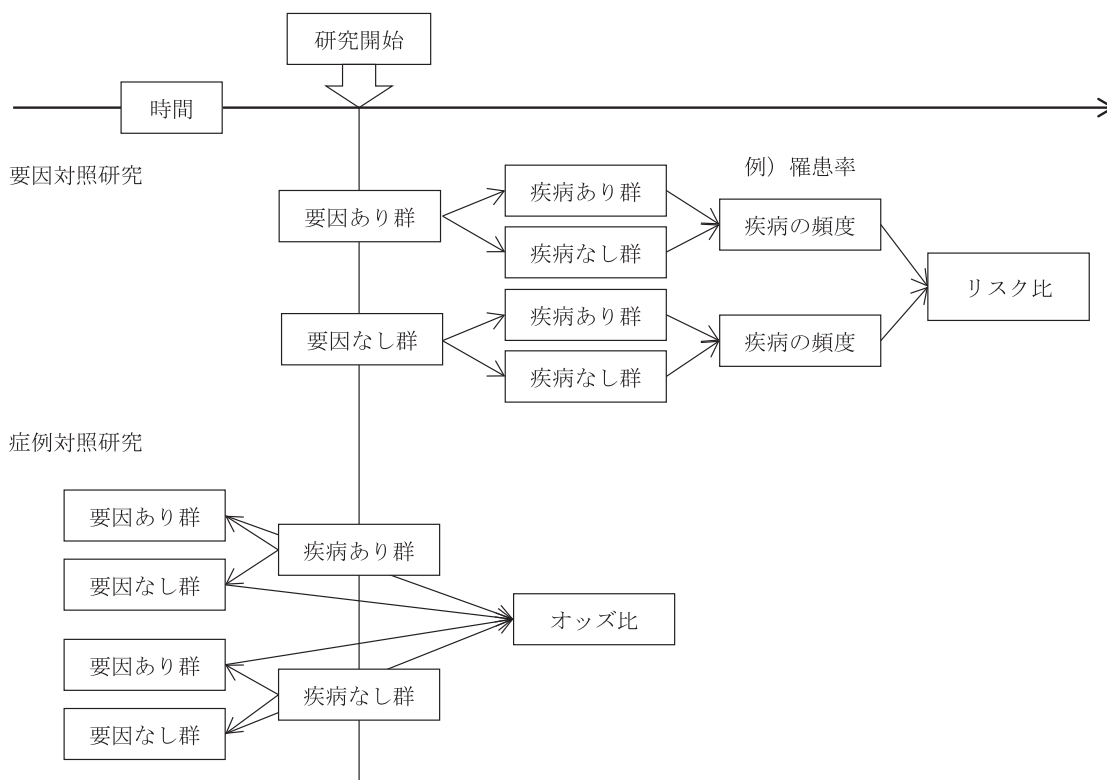 研究開始
時間
要因対照研究
例）罹患率
要因あり群
疾病あり群
疾病なし群
疾病の頻度
リスク比
要因なし群
疾病あり群
疾病なし群
疾病の頻度
症例対照研究
要因あり群
要因なし群
疾病あり群
オッズ比
要因あり群
要因なし群
疾病なし群